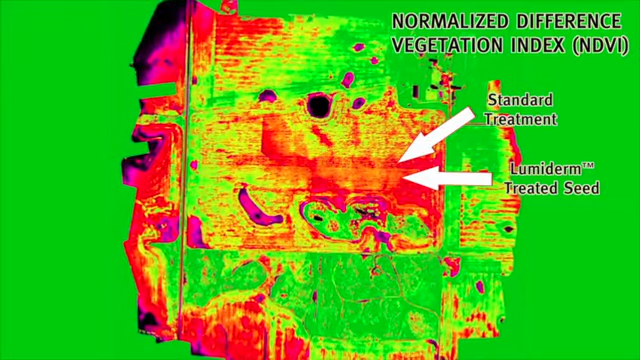 NORMALIZED DIFFERENCE
VEGETATION INDEX (NDVI)
Standard
Treatment
Lumiderm™
Treated Seed